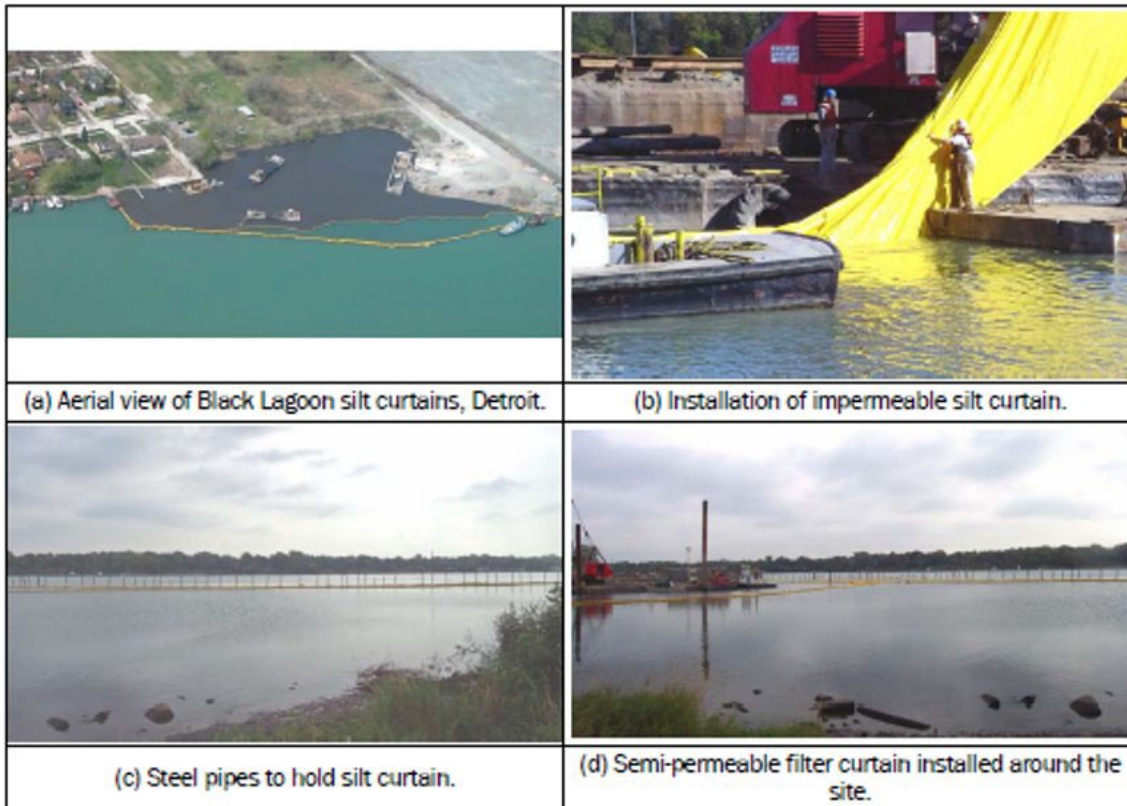 (a) Aerial view of Black Lagoon silt curtains, Detroit.
(b) Installation of impermeable silt curtain.
(c) Steel pipes to hold silt curtain.
(d) Semi-permeable filter curtain installed around the
site.